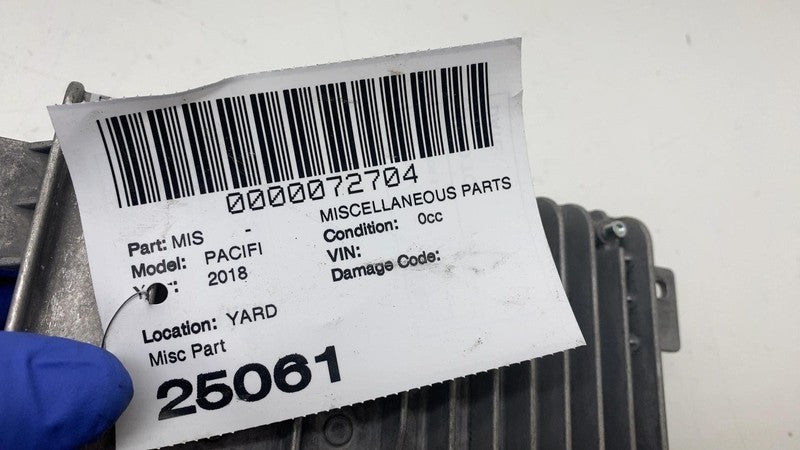 0000072704
Part: MIS -
MISCELLANEOUS PARTS
Model: PACIFI
Condition: 0cc
2018
VIN:
Damage Code:
Location: YARD
Misc Part
25061